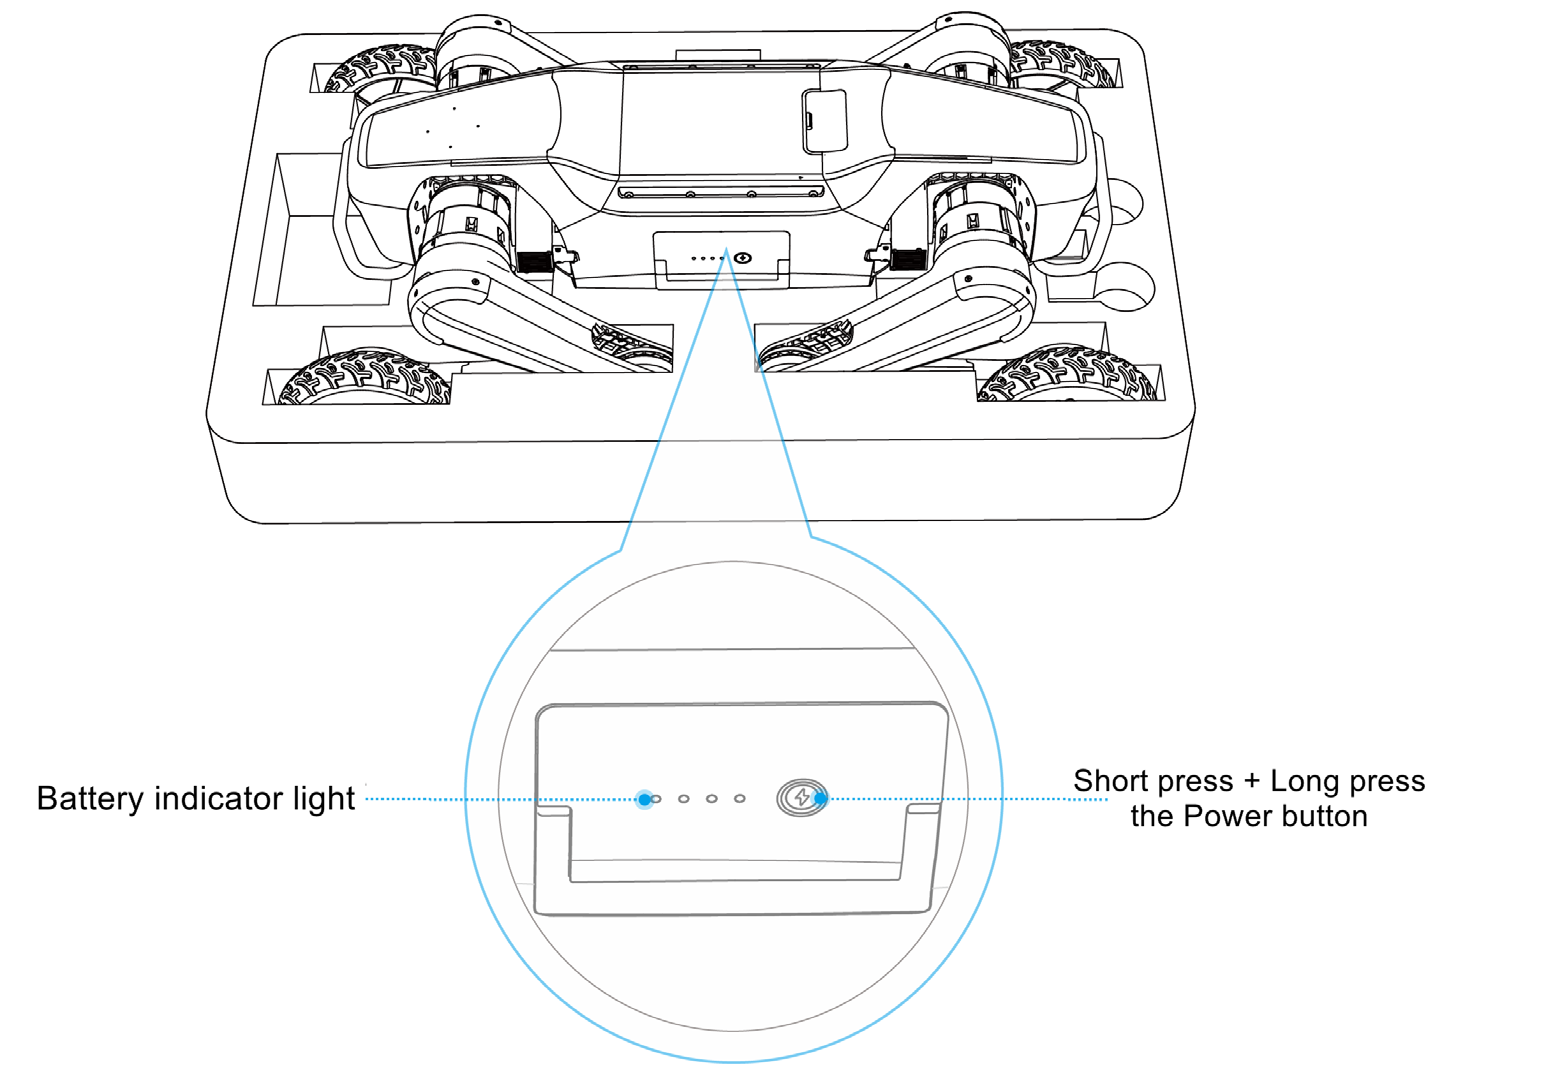 Battery indicator light
Short press + Long press
the Power button